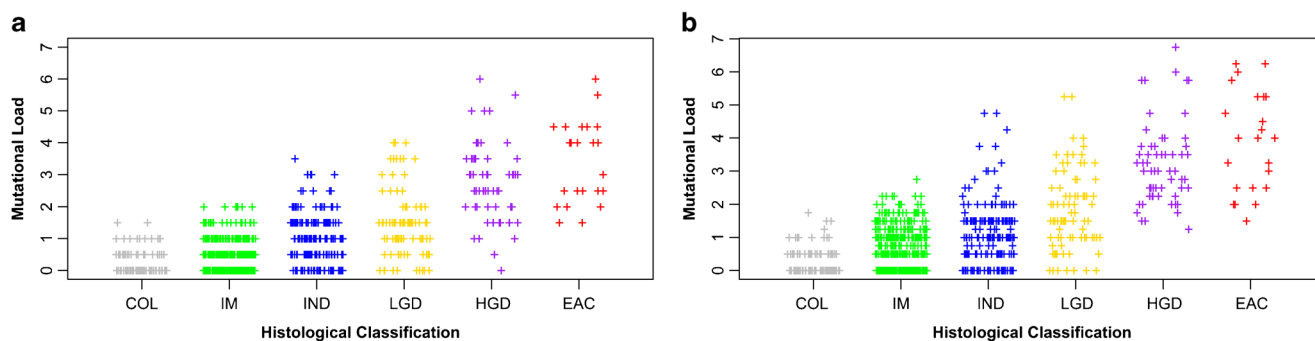 a
7
6
5
4
3
2
1
0
Mutational Load
COL IM IND LGD HGD EAC
Histological Classification
b
7
6
5
4
3
2
1
0
Mutational Load
COL IM IND LGD HGD EAC
Histological Classification